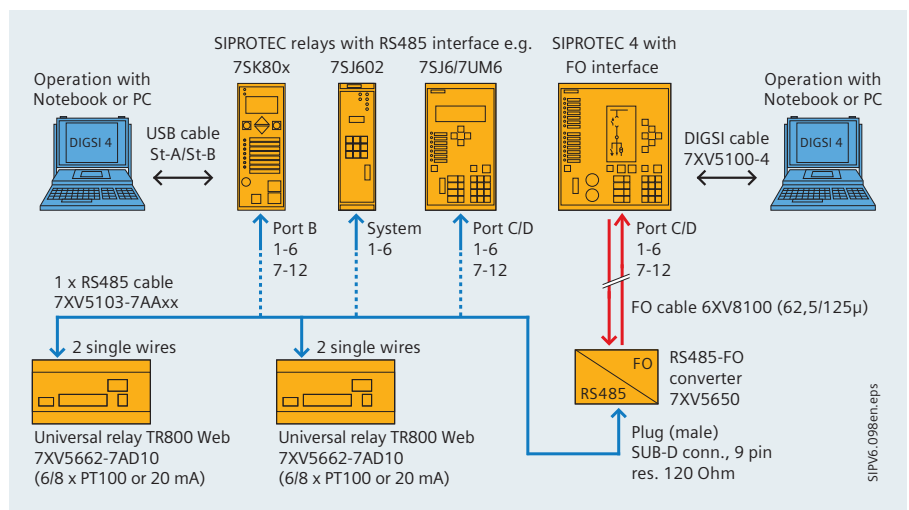 SIPROTEC relays with RS485 interface e.g.
7SK80x
7SJ602
7SJ6/7UM6
SIPROTEC 4 with
FO interface
Operation with
Notebook or PC
DIGSI 4
USB cable
St-A/St-B
DIGSI cable
7XV5100-4
Operation with
Notebook or PC
DIGSI 4
Port B
1-6
7-12
System
1-6
Port C/D
1-6
7-12
Port C/D
1-6
7-12
1 x RS485 cable
7XV5103-7AAxx
FO cable 6XV8100 (62,5/125µ)
2 single wires
2 single wires
FO
RS485
RS485-FO
converter
7XV5650
Universal relay TR800 Web
7XV5662-7AD10
(6/8 x PT100 or 20 mA)
Universal relay TR800 Web
7XV5662-7AD10
(6/8 x PT100 or 20 mA)
Plug (male)
SUB-D conn., 9 pin
res. 120 Ohm
SIPV6.098en.eps